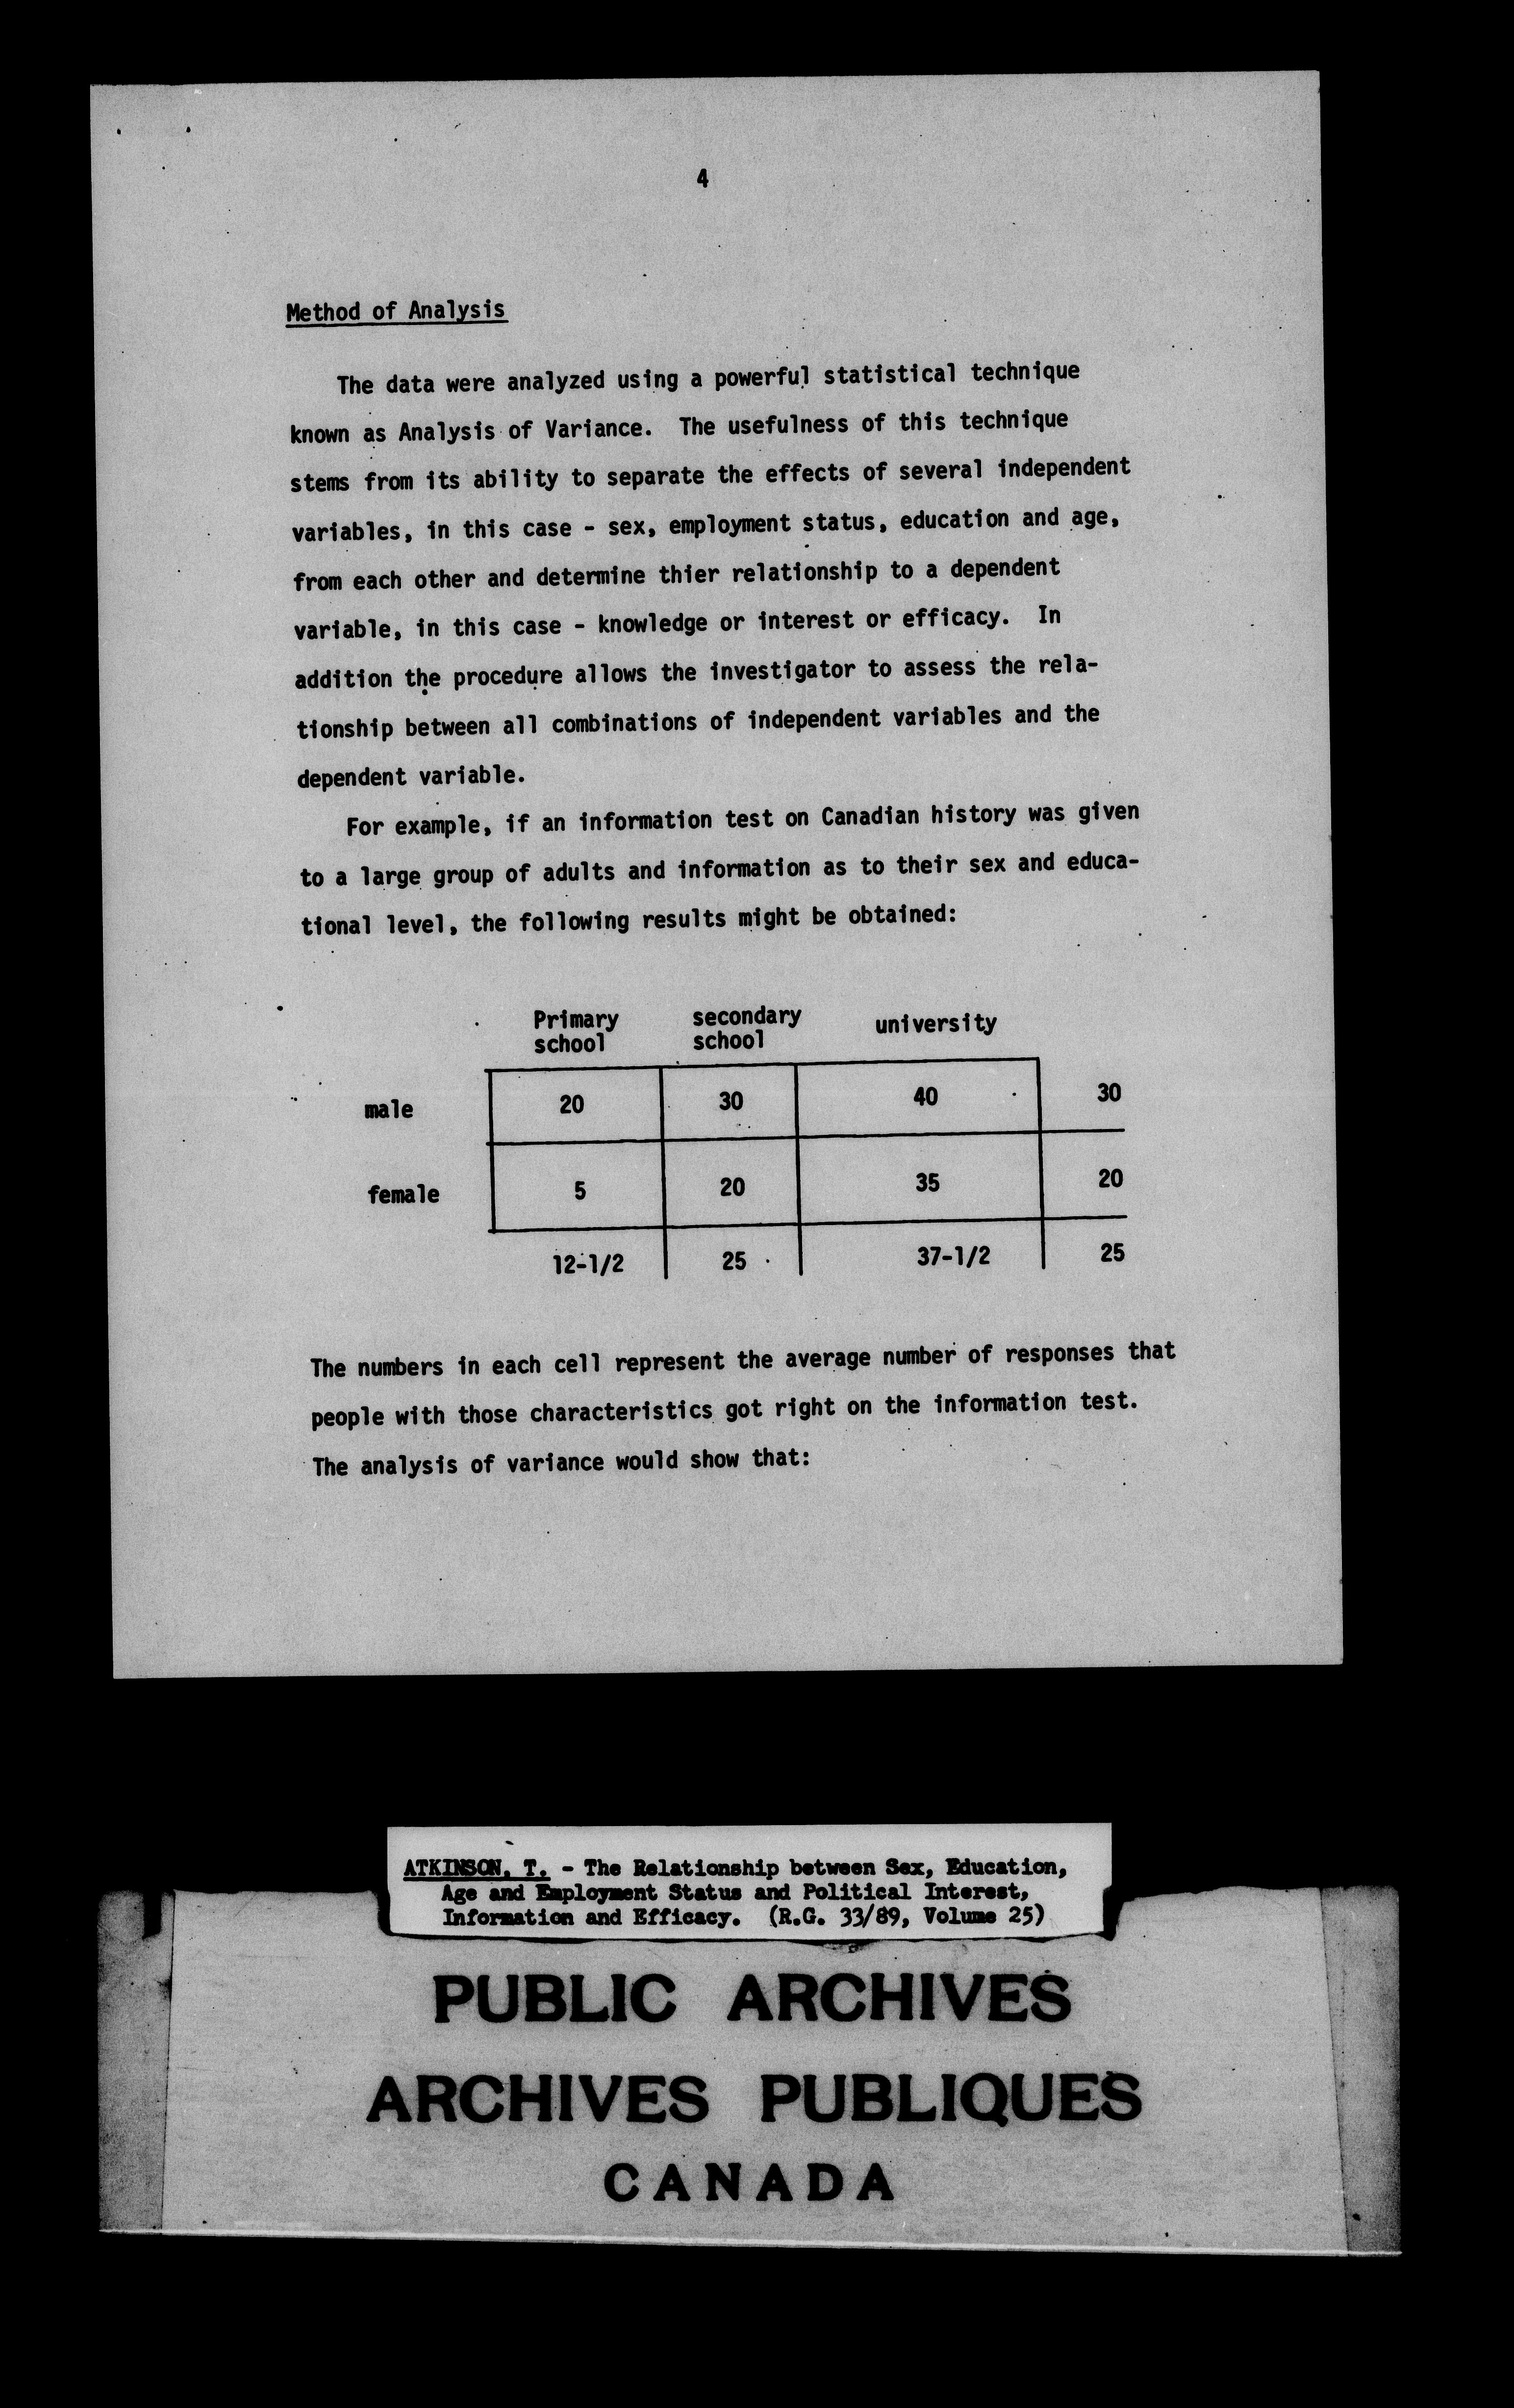 4
Method of Analysis
The data were analyzed using a powerful statistical technique
known as Analysis of Variance. The usefulness of this technique
stems from its ability to separate the effects of several independent
variables, in this case - sex, employment status, education and age,
from each other and determine thier relationship to a dependent
variable, in this case - knowledge or interest or efficacy. In
addition the procedure allows the investigator to assess the rela-
tionship between all combinations of independent variables and the
dependent variable.
For example, if an information test on Canadian history was given
to a large group of adults and information as to their sex and educa-
tional level, the following results might be obtained:
Primary secondary university
school school
male 20 30 40 30
female 5 20 35 20
12-1/2 25 37-1/2 25
The numbers in each cell represent the average number of responses that
people with those characteristics got right on the information test.
The analysis of variance would show that:
ATKINSON, T. - The Relationship between Sex, Education,
Age and Employment Status and Political Interest,
Information and Efficacy. (R.G. 33/89, Volume 25)
PUBLIC ARCHIVES
ARCHIVES PUBLIQUES
CANADA